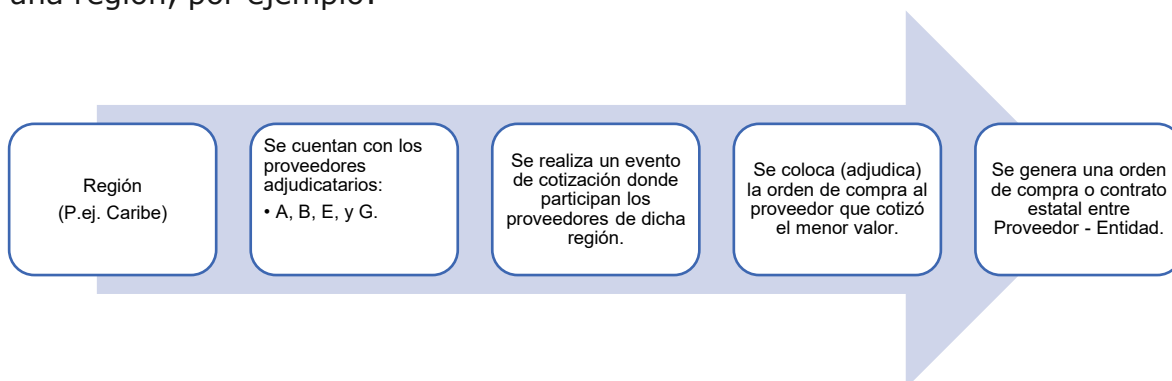 una región, por ejemplo:
Región
(P.ej. Caribe)
Se cuentan con los
proveedores
adjudicatarios:
• A, B, E, y G.
Se realiza un evento
de cotización donde
participan los
proveedores de dicha
región.
Se coloca (adjudica)
la orden de compra al
proveedor que cotizó
el menor valor.
Se genera una orden
de compra o contrato
estatal entre
Proveedor - Entidad.